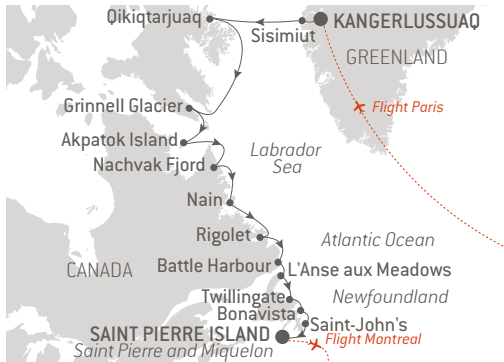 Qikiqtarjuaq
KANGERLUSSUAQ
Sisimiut
GREENLAND
Grinnell Glacier
Flight Paris
Akpatok Island
Labrador
Sea
Nachvak Fjord
Nain
Rigolet
Atlantic Ocean
Battle Harbour
CANADA
L'Anse aux Meadows
Twillingate
Newfoundland
Bonavista
Saint-John's
SAINT PIERRE ISLAND
Flight Montreal
Saint Pierre and Miquelon